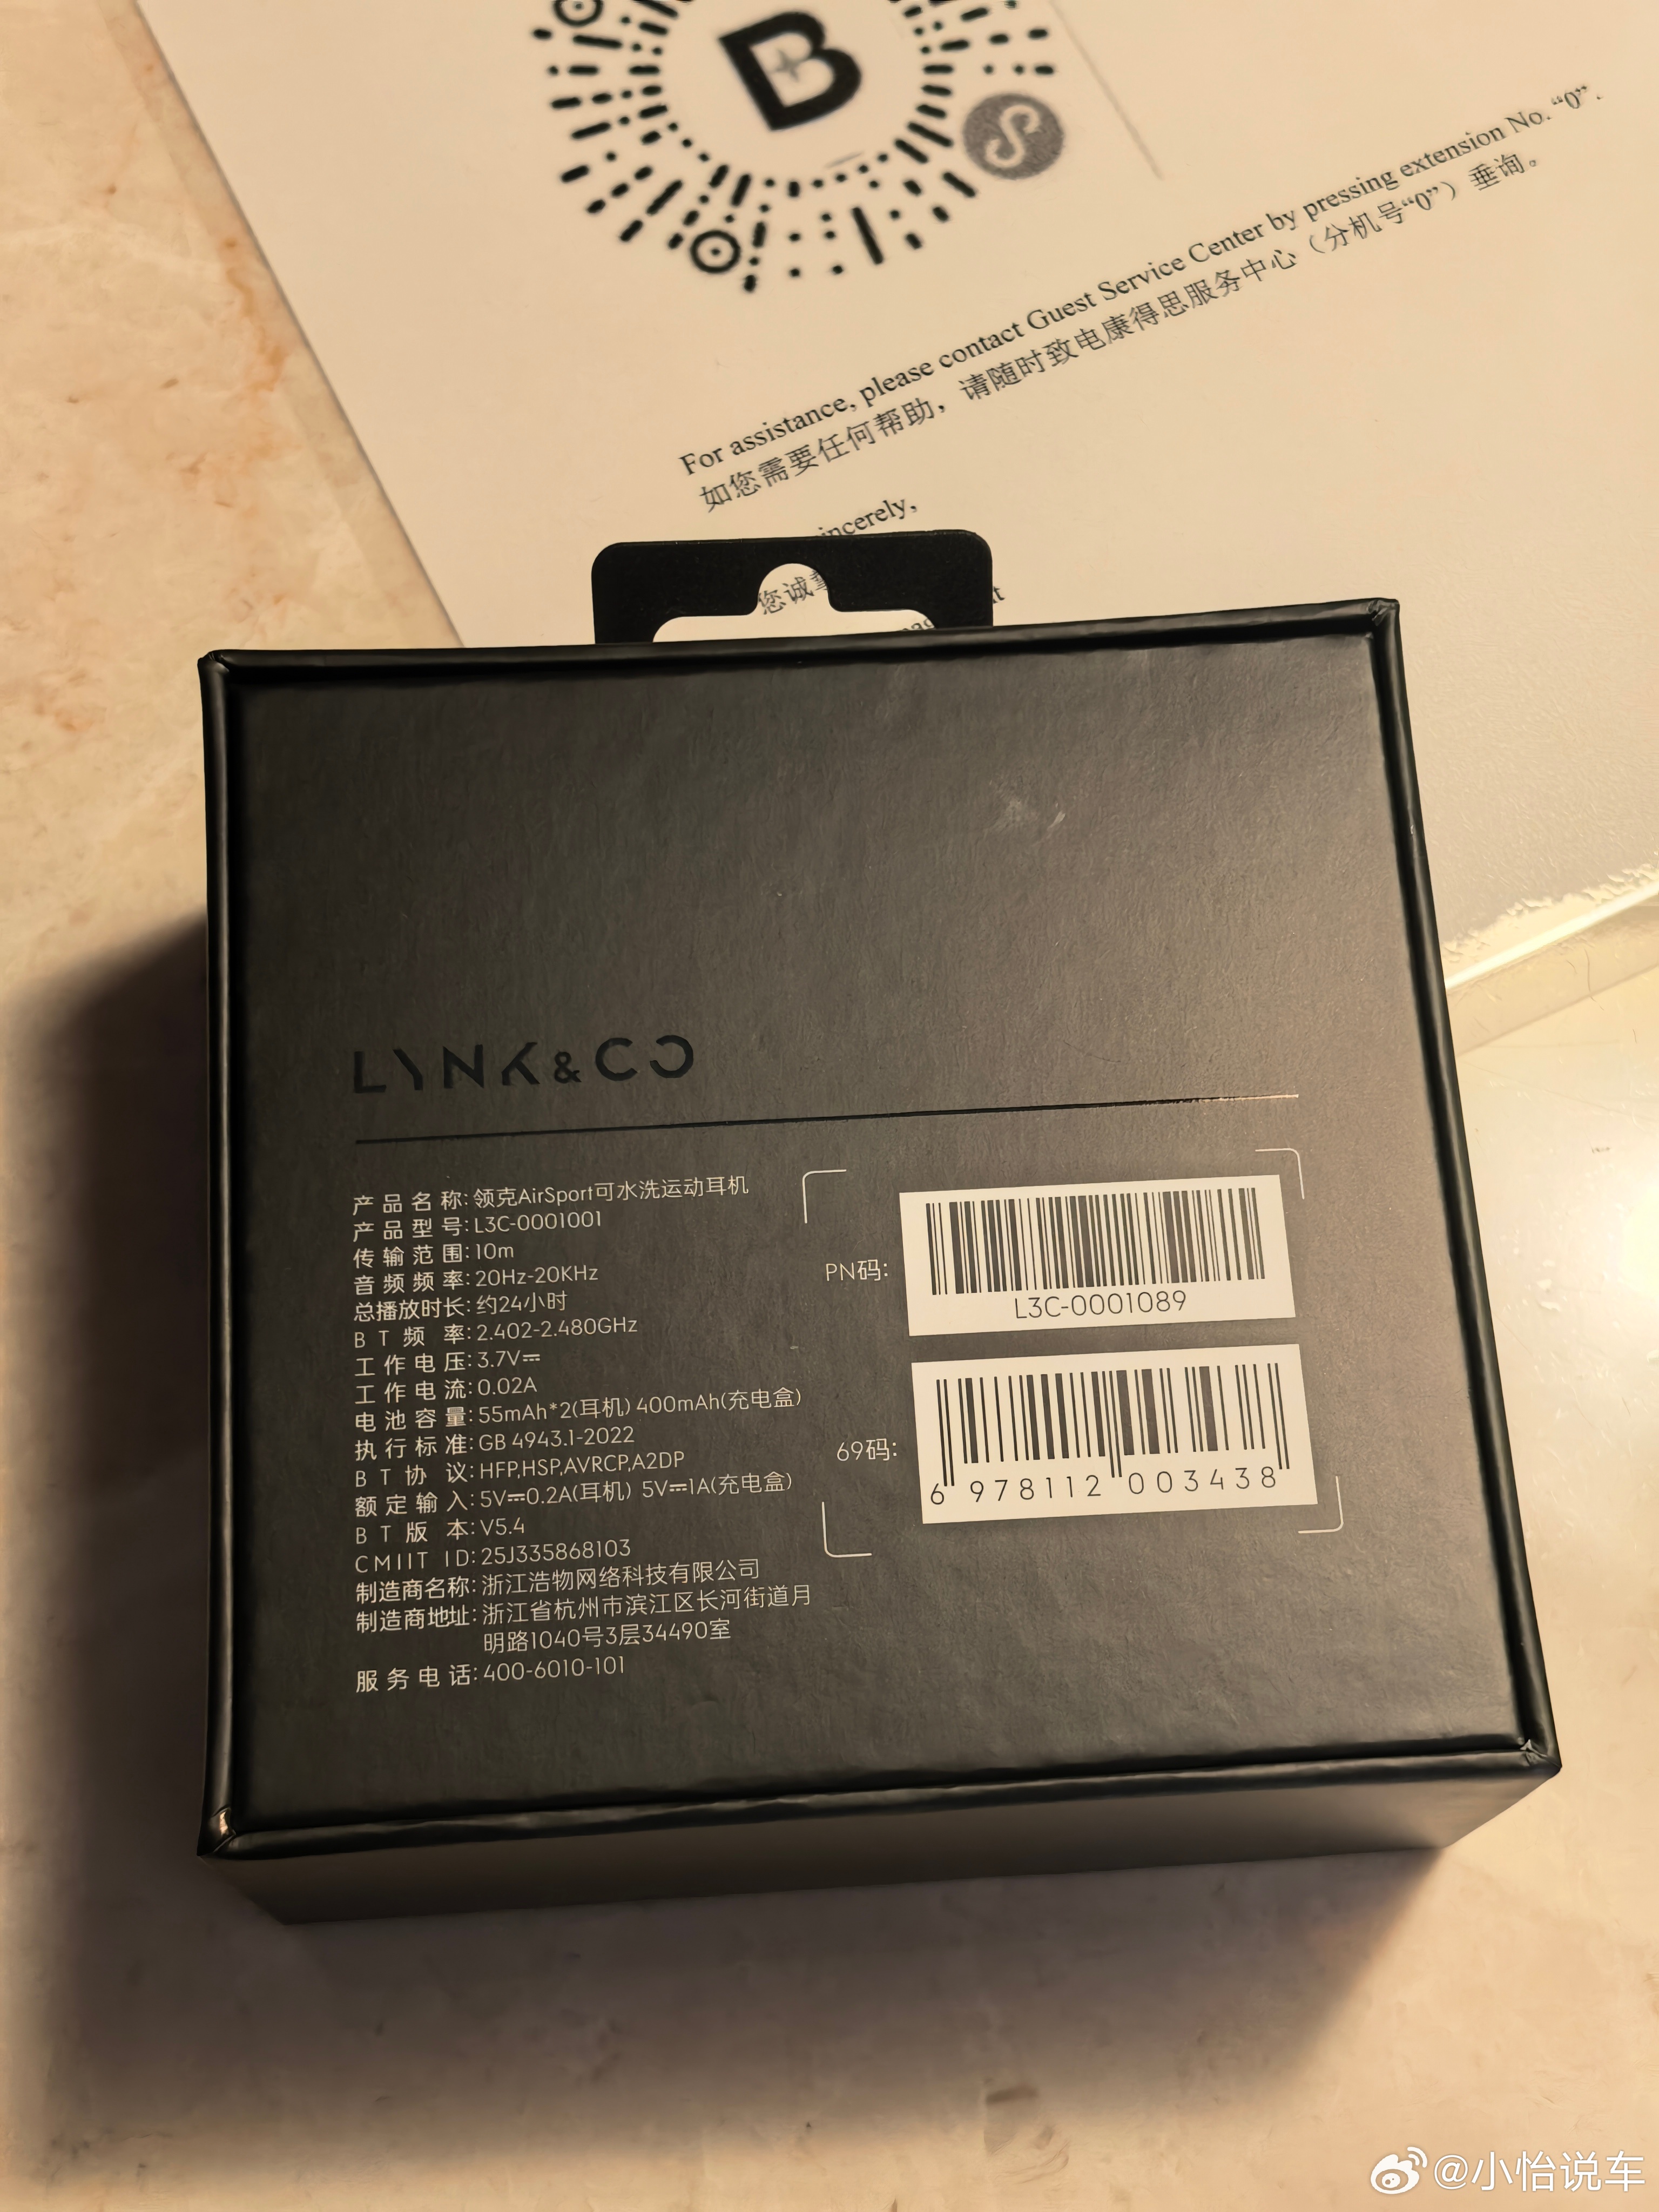 B
For assistance, please contact Guest Service Center by pressing extension No. “0”.
如您需要任何帮助，请随时致电康得思服务中心（分机号“0”）垂询。
incerely,
您诚
LYNK&CO
产品名称:领克AirSport可水洗运动耳机
产品型号:L3C-0001001
传输范围:10m
音频频率:20Hz-20KHz
总播放时长:约24小时
BT频率:2.402-2.480GHz
工作电压:3.7V⎓
工作电流:0.02A
电池容量:55mAh*2(耳机) 400mAh(充电盒)
执行标准:GB 4943.1-2022
BT协议:HFP,HSP,AVRCP,A2DP
额定输入:5V⎓0.2A(耳机) 5V⎓1A(充电盒)
BT版本:V5.4
CMIIT ID:25J335868103
制造商名称:浙江浩物网络科技有限公司
制造商地址:浙江省杭州市滨江区长河街道月
明路1040号3层34490室
服务电话:400-6010-101
PN码:
L3C-0001089
69码:
6 978112 003438
@小怡说车